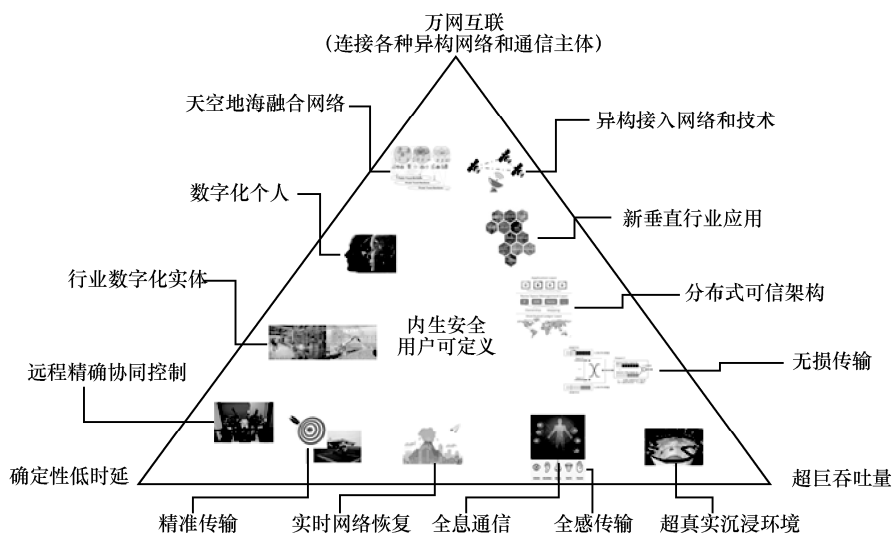 万网互联
(连接各种异构网络和通信主体)
天空地海融合网络
异构接入网络和技术
数字化个人
新垂直行业应用
行业数字化实体
分布式可信架构
内生安全
用户可定义
无损传输
远程精确协同控制
确定性低时延
超巨吞吐量
精准传输
实时网络恢复
全息通信
全感传输
超真实沉浸环境